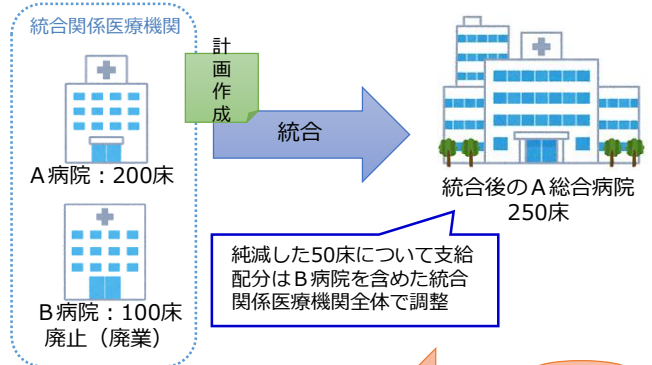 統合関係医療機関
計
画
作
成
統合
A病院：200床
B病院：100床
廃止（廃業）
統合後のA総合病院
250床
純減した50床について支給
配分はB病院を含めた統合
関係医療機関全体で調整